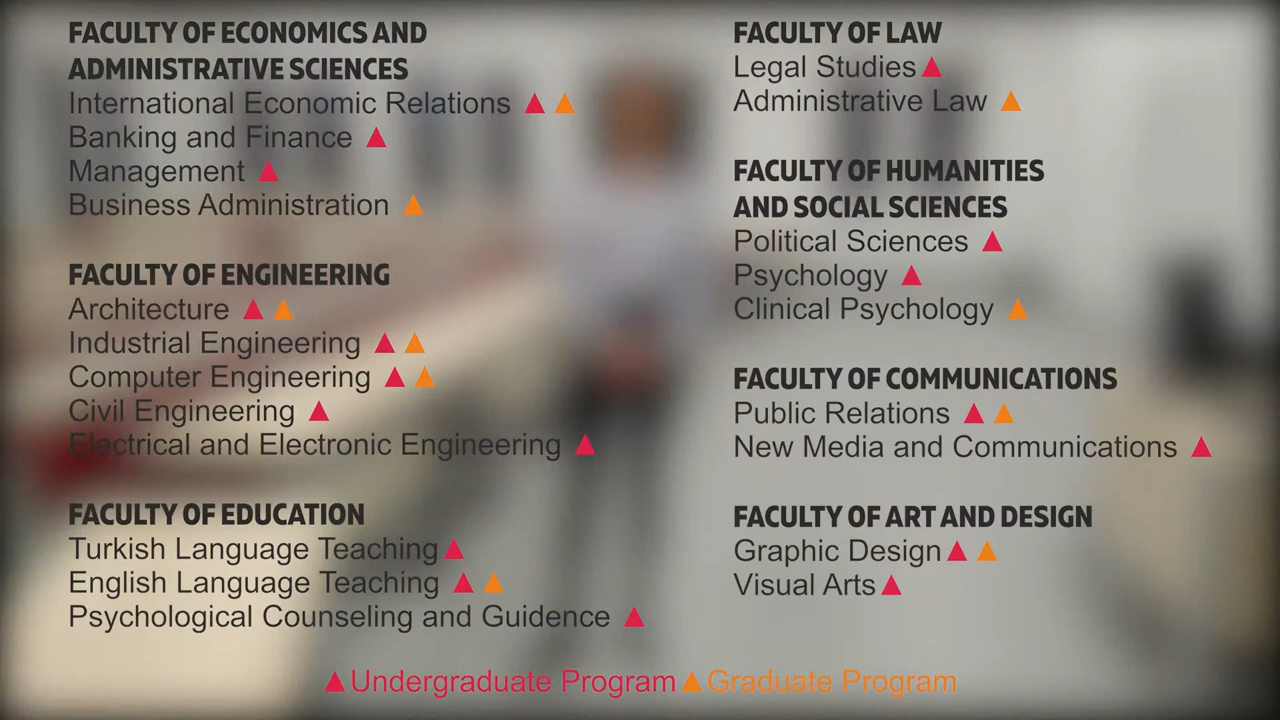 FACULTY OF ECONOMICS AND
ADMINISTRATIVE SCIENCES
International Economic Relations ▲ ▲
Banking and Finance ▲
Management ▲
Business Administration ▲
FACULTY OF ENGINEERING
Architecture ▲ ▲
Industrial Engineering ▲ ▲
Computer Engineering ▲ ▲
Civil Engineering ▲
Electrical and Electronic Engineering ▲
FACULTY OF EDUCATION
Turkish Language Teaching ▲
English Language Teaching ▲ ▲
Psychological Counseling and Guidence ▲
FACULTY OF LAW
Legal Studies ▲
Administrative Law ▲
FACULTY OF HUMANITIES
AND SOCIAL SCIENCES
Political Sciences ▲
Psychology ▲
Clinical Psychology ▲
FACULTY OF COMMUNICATIONS
Public Relations ▲ ▲
New Media and Communications ▲
FACULTY OF ART AND DESIGN
Graphic Design ▲ ▲
Visual Arts ▲
▲ Undergraduate Program ▲ Graduate Program